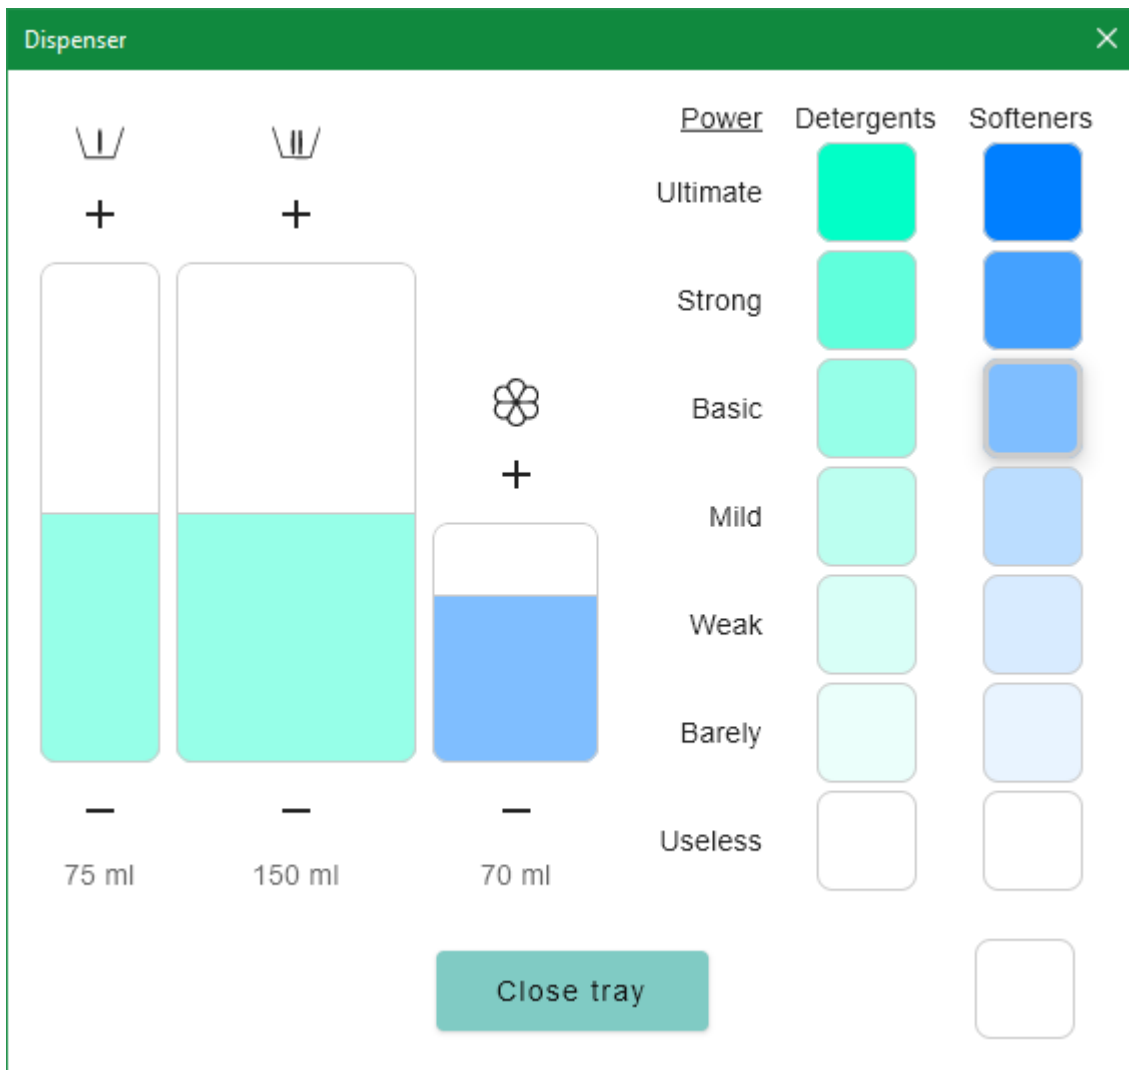 Dispenser
Power Detergents Softeners
Ultimate
Strong
Basic
Mild
Weak
Barely
Useless
75 ml 150 ml 70 ml
Close tray